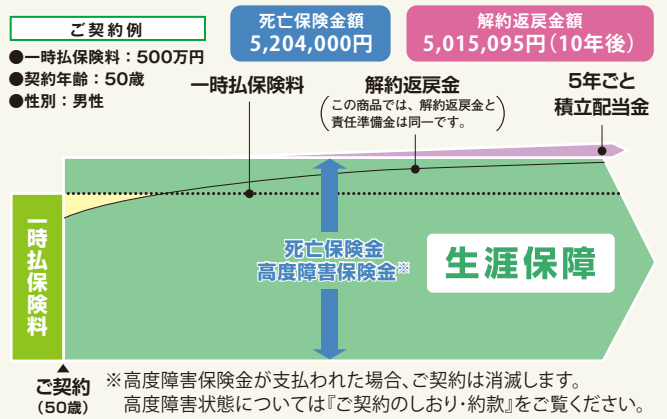 ご契約例
●一時払保険料：500万円
●契約年齢：50歳
●性別：男性
死亡保険金額
5,204,000円
解約返戻金額
5,015,095円（10年後）
一時払保険料
解約返戻金
（この商品では、解約返戻金と
責任準備金は同一です。）
5年ごと
積立配当金
一時払保険料
死亡保険金
高度障害保険金※
生涯保障
▲
ご契約
（50歳）
※高度障害保険金が支払われた場合、ご契約は消滅します。
高度障害状態については『ご契約のしおり・約款』をご覧ください。